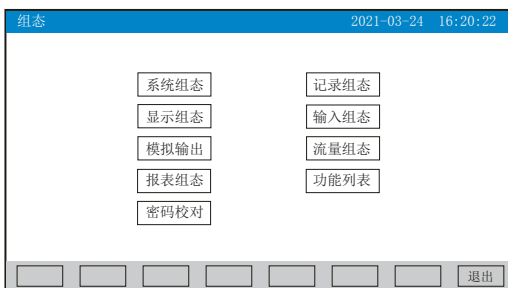 组态 2021-03-24 16:20:22
系统组态 记录组态
显示组态 输入组态
模拟输出 流量组态
报表组态 功能列表
密码校对
退出